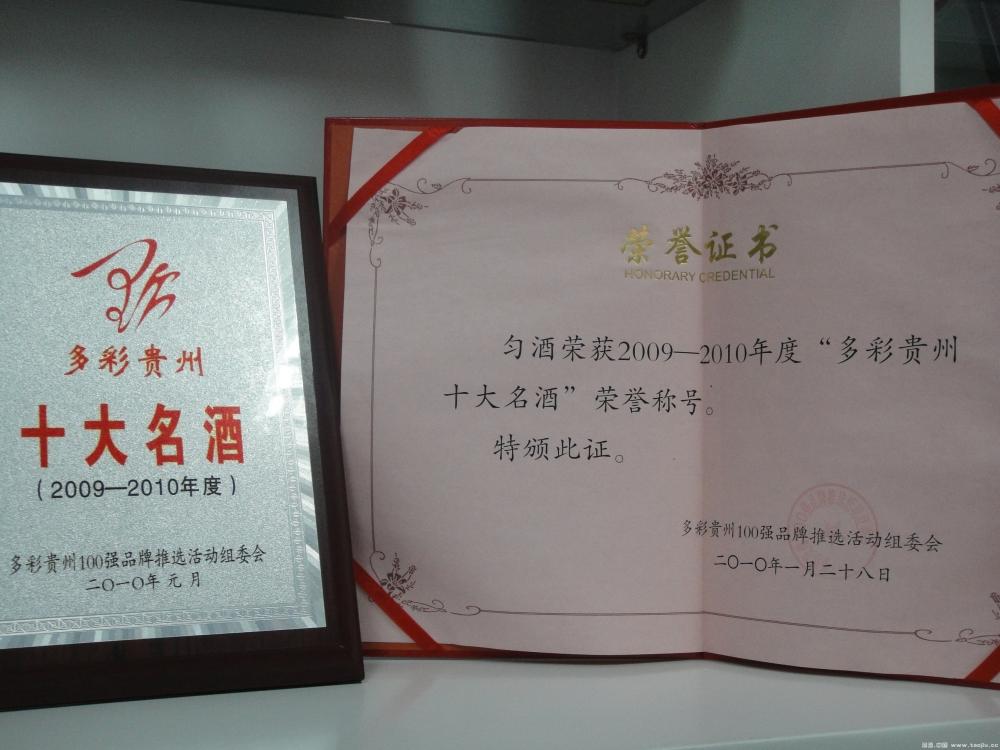 多彩贵州
十大名酒
（2009—2010年度）
多彩贵州100强品牌推选活动组委会
二〇一〇年元月
荣誉证书
HONORARY CREDENTIAL
匀酒荣获2009—2010年度“多彩贵州
十大名酒”荣誉称号。
特颁此证。
多彩贵州100强品牌推选活动组委会
二〇一〇年一月二十八日
www.taojiu.cc